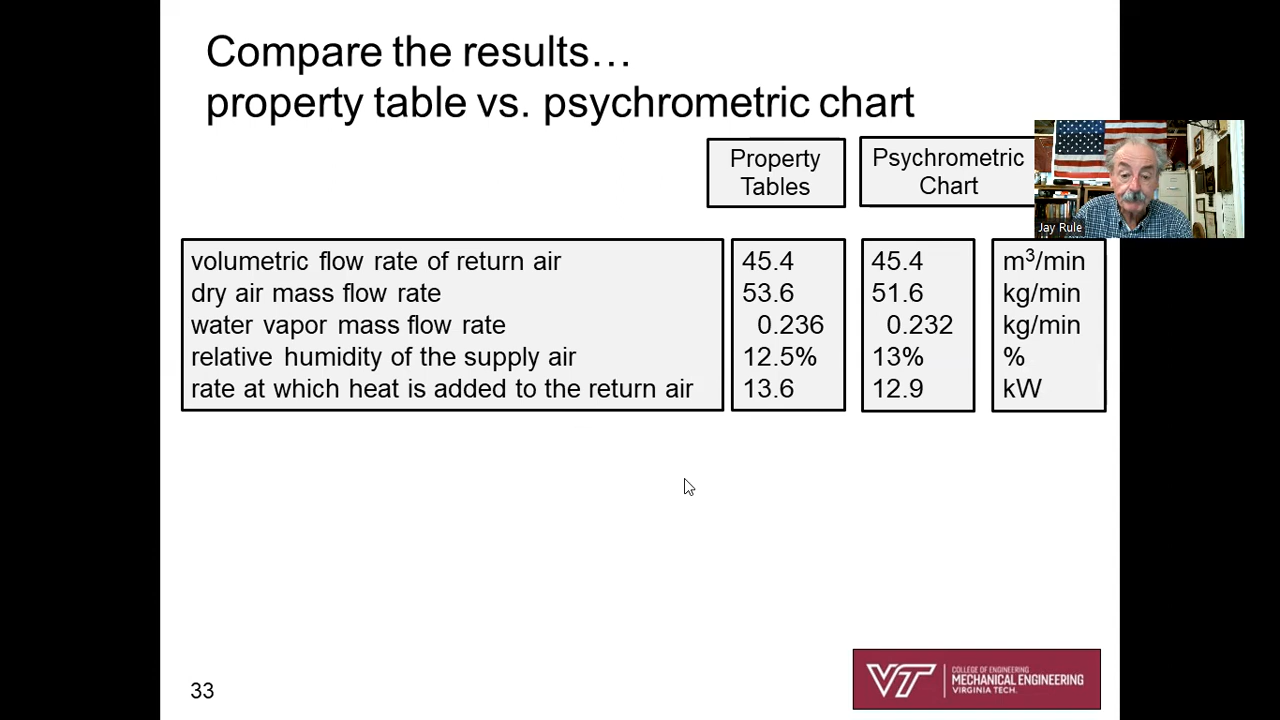 Compare the results…
property table vs. psychrometric chart
Property
Tables
Psychrometric
Chart
Jay Rule
volumetric flow rate of return air 45.4 45.4 m³/min
dry air mass flow rate 53.6 51.6 kg/min
water vapor mass flow rate 0.236 0.232 kg/min
relative humidity of the supply air 12.5% 13% %
rate at which heat is added to the return air 13.6 12.9 kW
33
VT
COLLEGE OF ENGINEERING
MECHANICAL ENGINEERING
VIRGINIA TECH.